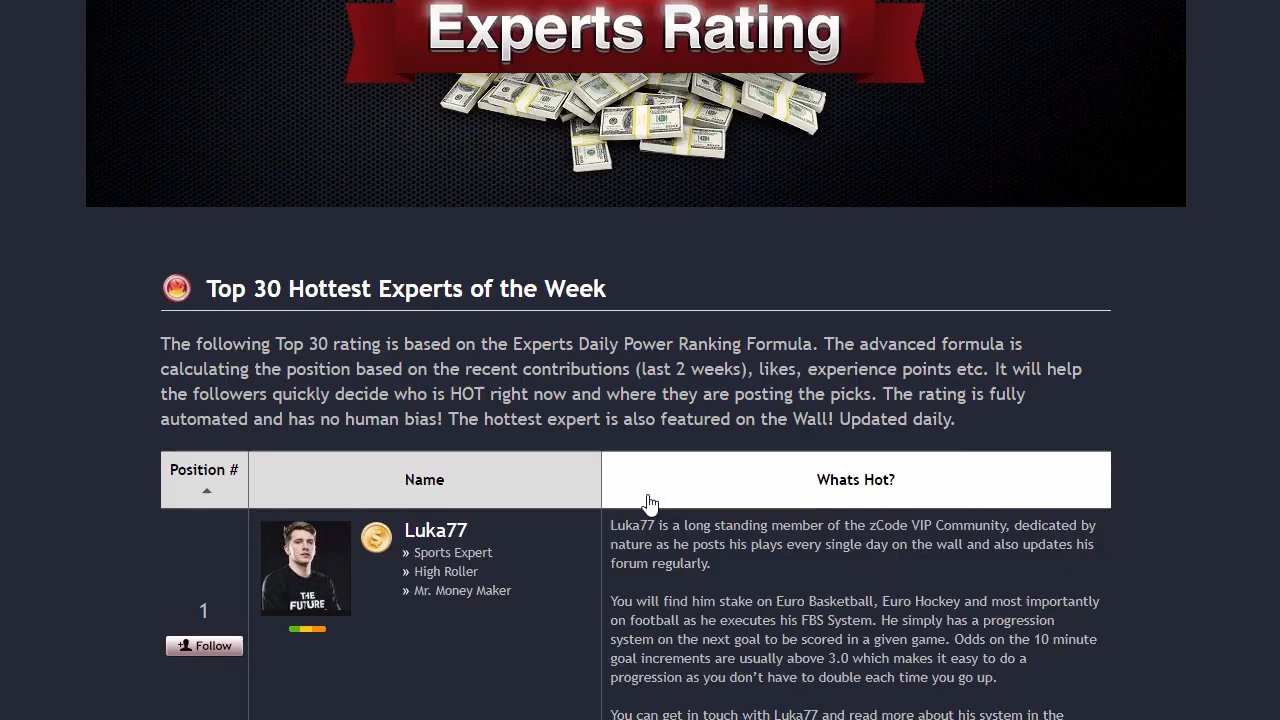 Experts Rating
Top 30 Hottest Experts of the Week
The following Top 30 rating is based on the Experts Daily Power Ranking Formula. The advanced formula is
calculating the position based on the recent contributions (last 2 weeks), likes, experience points etc. It will help
the followers quickly decide who is HOT right now and where they are posting the picks. The rating is fully
automated and has no human bias! The hottest expert is also featured on the Wall! Updated daily.
Position #
Name
Whats Hot?
1
Follow
THE
FUTURE
Luka77
» Sports Expert
» High Roller
» Mr. Money Maker
Luka77 is a long standing member of the zCode VIP Community, dedicated by
nature as he posts his plays every single day on the wall and also updates his
forum regularly.
You will find him stake on Euro Basketball, Euro Hockey and most importantly
on football as he executes his FBS System. He simply has a progression
system on the next goal to be scored in a given game. Odds on the 10 minute
goal increments are usually above 3.0 which makes it easy to do a
progression as you don’t have to double each time you go up.
You can get in touch with Luka77 and read more about his system in the